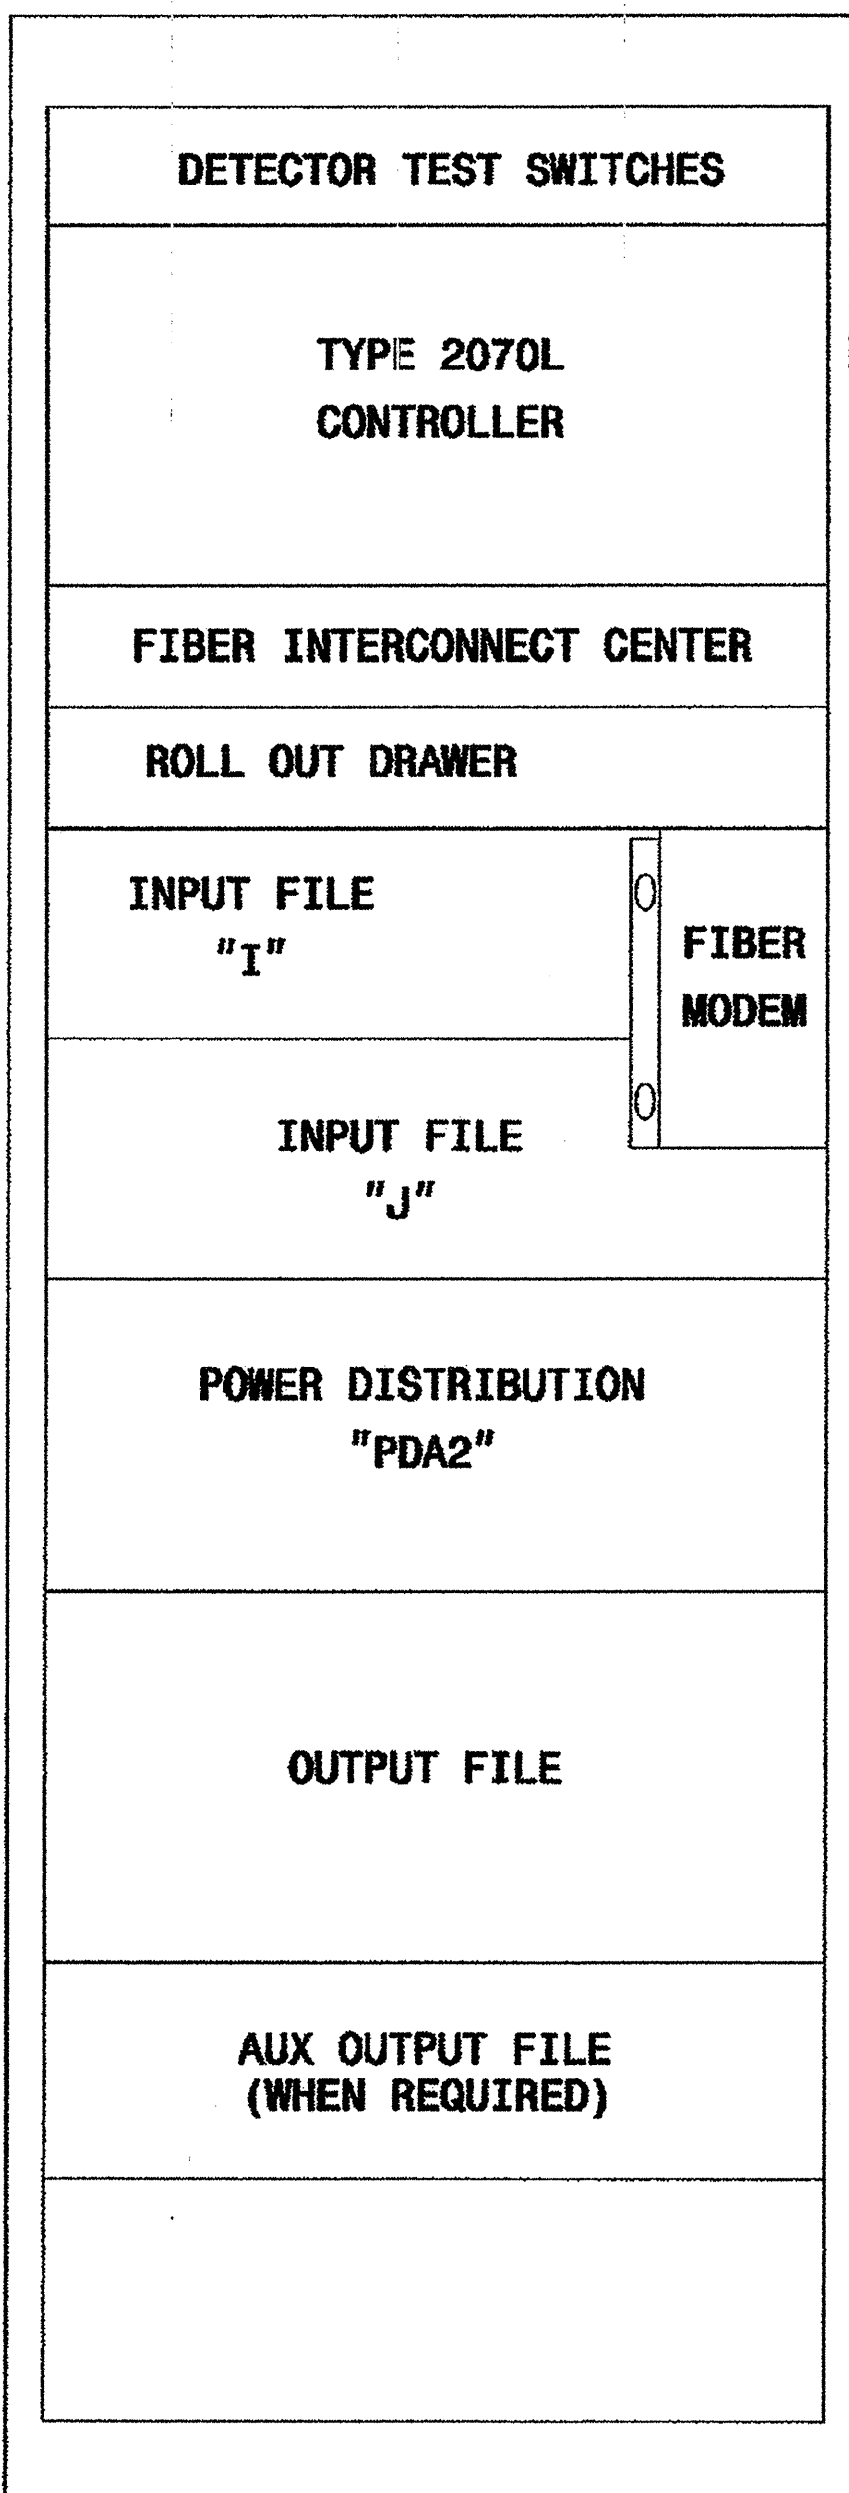 DETECTOR TEST SWITCHES
TYPE 2070L
CONTROLLER
FIBER INTERCONNECT CENTER
ROLL OUT DRAWER
INPUT FILE
"I"
FIBER
MODEM
INPUT FILE
"J"
POWER DISTRIBUTION
"PDA2"
OUTPUT FILE
AUX OUTPUT FILE
(WHEN REQUIRED)